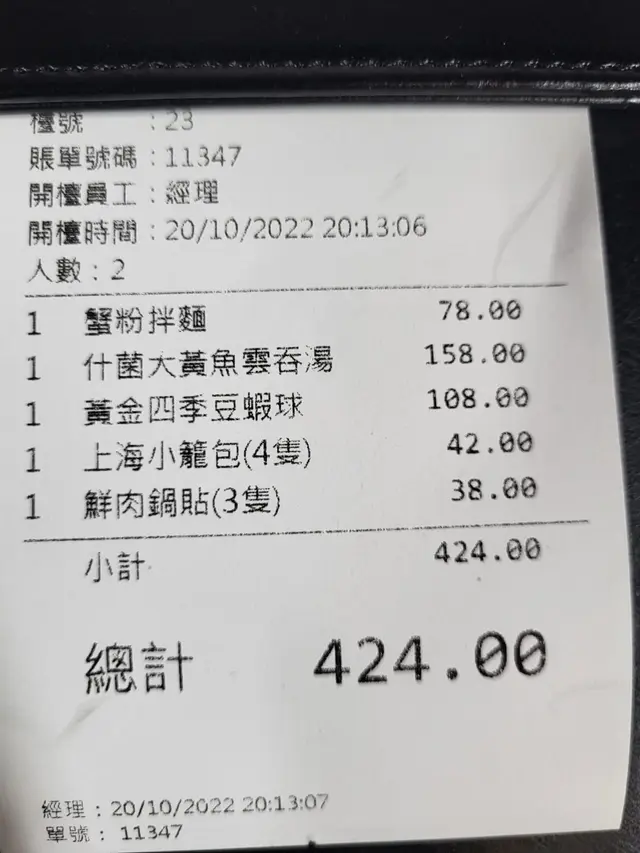 檯號 : 23
賬單號碼 : 11347
開檯員工 : 經理
開檯時間 : 20/10/2022 20:13:06
人數 : 2
1 蟹粉拌麵 78.00
1 什菌大黃魚雲吞湯 158.00
1 黃金四季豆蝦球 108.00
1 上海小籠包(4隻) 42.00
1 鮮肉鍋貼(3隻) 38.00
小計 424.00
總計 424.00
經理 : 20/10/2022 20:13:07
單號 : 11347